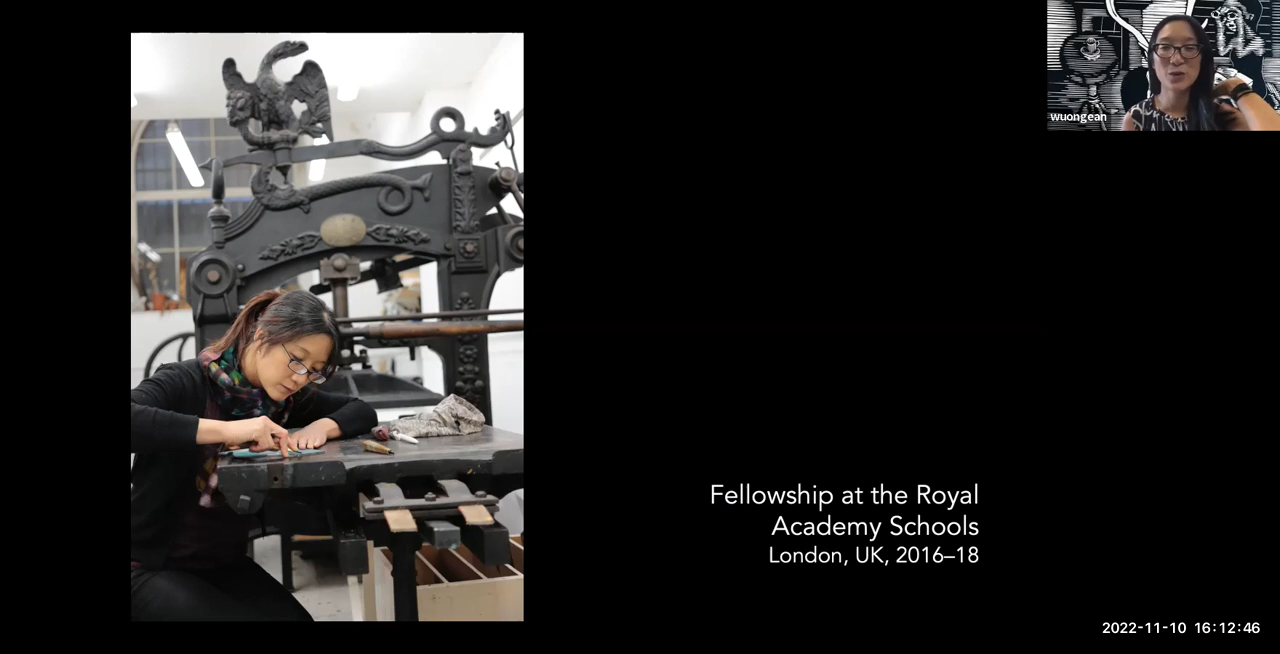 wuongean
Fellowship at the Royal
Academy Schools
London, UK, 2016–18
2022-11-10 16:12:46